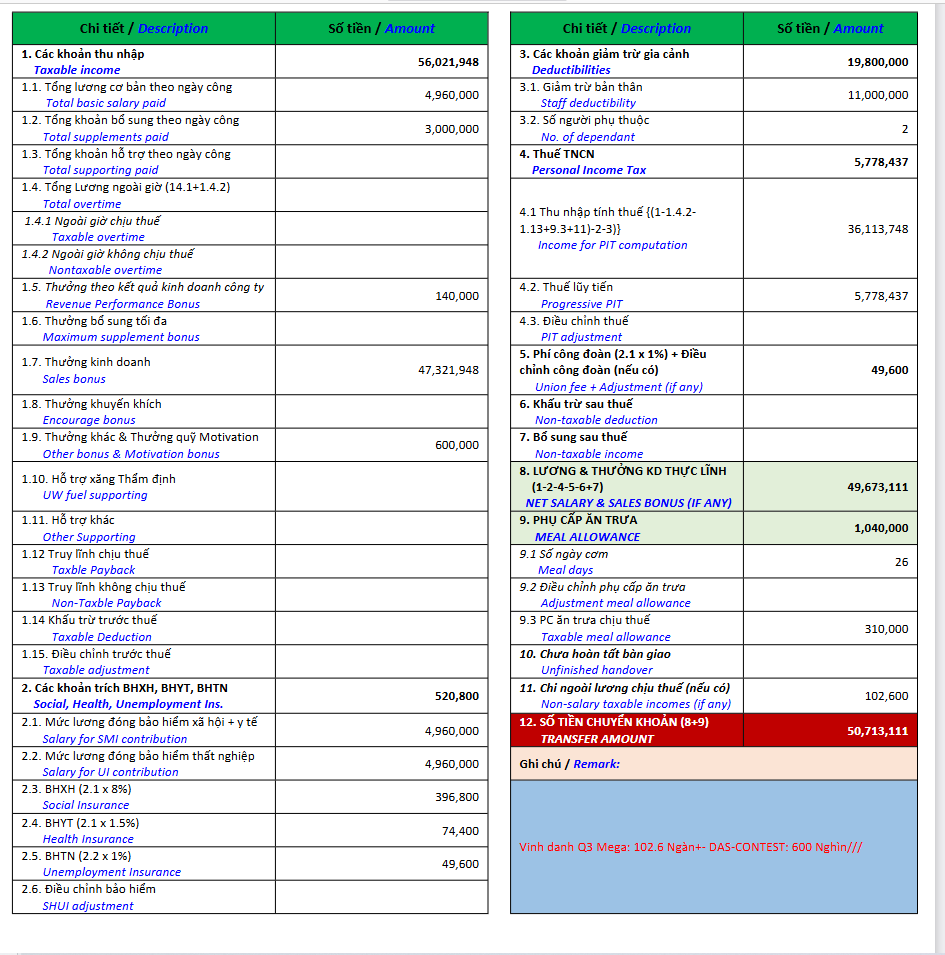 Chi tiết / Description
Số tiền / Amount
1. Các khoản thu nhập
Taxable income
56,021,948
1.1. Tổng lương cơ bản theo ngày công
Total basic salary paid
4,960,000
1.2. Tổng khoản bổ sung theo ngày công
Total supplements paid
3,000,000
1.3. Tổng khoản hỗ trợ theo ngày công
Total supporting paid
1.4. Tổng Lương ngoài giờ (14.1+1.4.2)
Total overtime
1.4.1 Ngoài giờ chịu thuế
Taxable overtime
1.4.2 Ngoài giờ không chịu thuế
Nontaxable overtime
1.5. Thưởng theo kết quả kinh doanh công ty
Revenue Performance Bonus
140,000
1.6. Thưởng bổ sung tối đa
Maximum supplement bonus
1.7. Thưởng kinh doanh
Sales bonus
47,321,948
1.8. Thưởng khuyến khích
Encourage bonus
1.9. Thưởng khác & Thưởng quỹ Motivation
Other bonus & Motivation bonus
600,000
1.10. Hỗ trợ xăng Thẩm định
UW fuel supporting
1.11. Hỗ trợ khác
Other Supporting
1.12 Truy lĩnh chịu thuế
Taxble Payback
1.13 Truy lĩnh không chịu thuế
Non-Taxble Payback
1.14 Khấu trừ trước thuế
Taxable Deduction
1.15. Điều chỉnh trước thuế
Taxable adjustment
2. Các khoản trích BHXH, BHYT, BHTN
Social, Health, Unemployment Ins.
520,800
2.1. Mức lương đóng bảo hiểm xã hội + y tế
Salary for SMI contribution
4,960,000
2.2. Mức lương đóng bảo hiểm thất nghiệp
Salary for UI contribution
4,960,000
2.3. BHXH (2.1 x 8%)
Social Insurance
396,800
2.4. BHYT (2.1 x 1.5%)
Health Insurance
74,400
2.5. BHTN (2.2 x 1%)
Unemployment Insurance
49,600
2.6. Điều chỉnh bảo hiểm
SHUI adjustment
Chi tiết / Description
Số tiền / Amount
3. Các khoản giảm trừ gia cảnh
Deductibilities
19,800,000
3.1. Giảm trừ bản thân
Staff deductibility
11,000,000
3.2. Số người phụ thuộc
No. of dependant
2
4. Thuế TNCN
Personal Income Tax
5,778,437
4.1 Thu nhập tính thuế {(1-1.4.2-
1.13+9.3+11)-2-3)}
Income for PIT computation
36,113,748
4.2. Thuế lũy tiến
Progressive PIT
5,778,437
4.3. Điều chỉnh thuế
PIT adjustment
5. Phí công đoàn (2.1 x 1%) + Điều
chỉnh công đoàn (nếu có)
Union fee + Adjustment (if any)
49,600
6. Khấu trừ sau thuế
Non-taxable deduction
7. Bổ sung sau thuế
Non-taxable income
8. LƯƠNG & THƯỞNG KD THỰC LĨNH
(1-2-4-5-6+7)
NET SALARY & SALES BONUS (IF ANY)
49,673,111
9. PHỤ CẤP ĂN TRƯA
MEAL ALLOWANCE
1,040,000
9.1 Số ngày cơm
Meal days
26
9.2 Điều chỉnh phụ cấp ăn trưa
Adjustment meal allowance
9.3 PC ăn trưa chịu thuế
Taxable meal allowance
310,000
10. Chưa hoàn tất bàn giao
Unfinished handover
11. Chi ngoài lương chịu thuế (nếu có)
Non-salary taxable incomes (if any)
102,600
12. SỐ TIỀN CHUYỂN KHOẢN (8+9)
TRANSFER AMOUNT
50,713,111
Ghi chú / Remark:
Vinh danh Q3 Mega: 102.6 Ngàn+- DAS-CONTEST: 600 Nghìn///